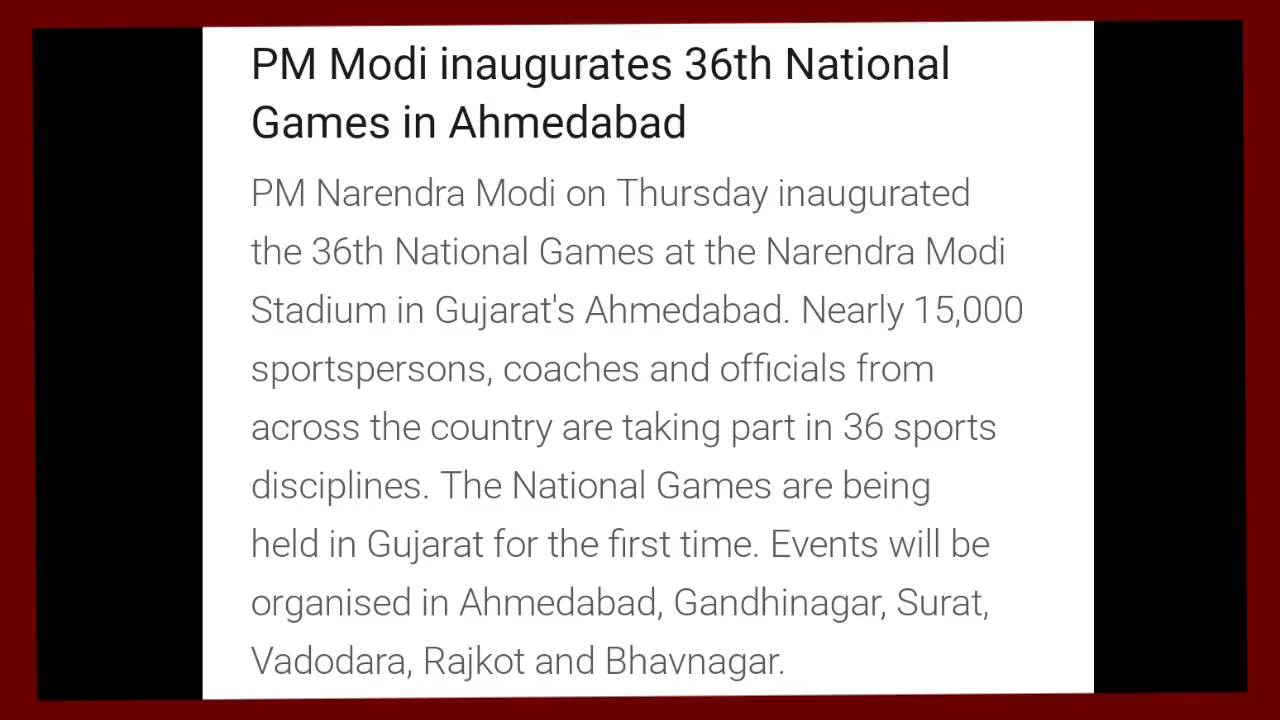 PM Modi inaugurates 36th National
Games in Ahmedabad
PM Narendra Modi on Thursday inaugurated
the 36th National Games at the Narendra Modi
Stadium in Gujarat's Ahmedabad. Nearly 15,000
sportspersons, coaches and officials from
across the country are taking part in 36 sports
disciplines. The National Games are being
held in Gujarat for the first time. Events will be
organised in Ahmedabad, Gandhinagar, Surat,
Vadodara, Rajkot and Bhavnagar.